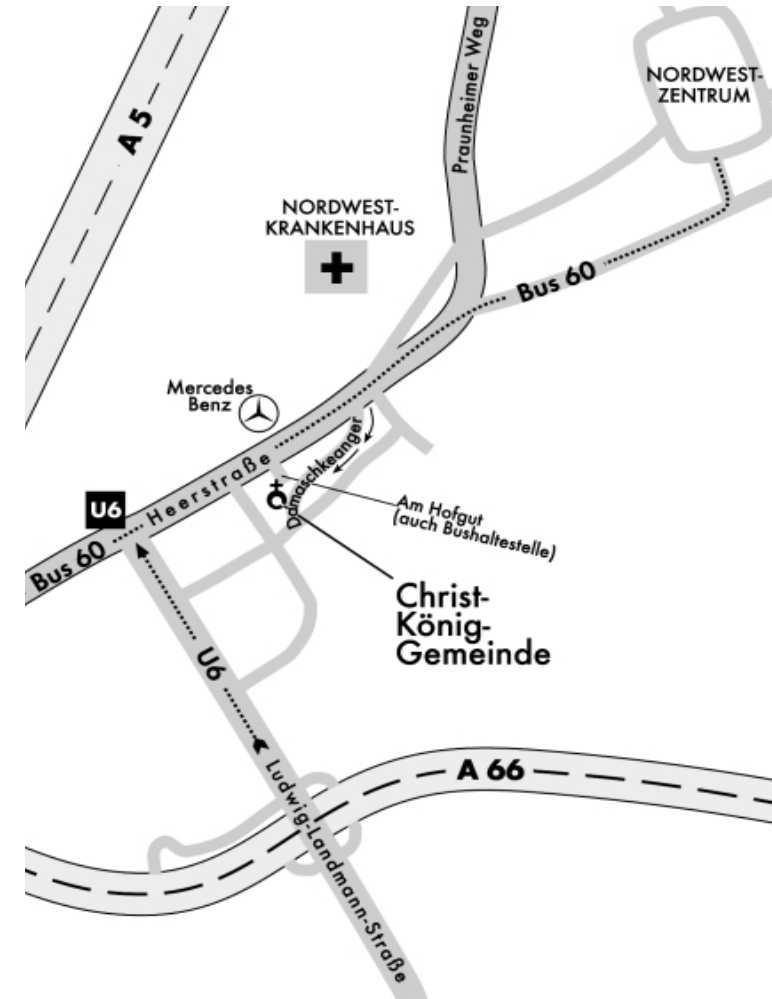 A 5
Praunheimer Weg
NORDWEST-
ZENTRUM
NORDWEST-
KRANKENHAUS
Bus 60
Mercedes
Benz
Damaschkeanger
Heerstraße
U6
Am Hofgut
(auch Bushaltestelle)
Bus 60
Christ-
König-
Gemeinde
U6
A 66
Ludwig-Landmann-Straße